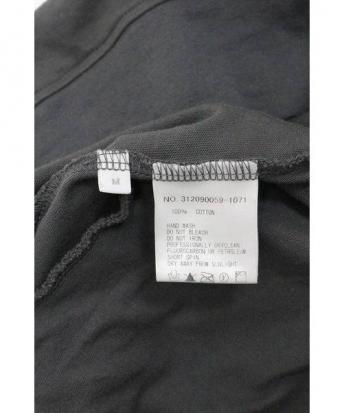 M
NO. 312090059-1071
100% COTTON
HAND WASH
DO NOT BLEACH
DO NOT IRON
PROFESSIONALLY DRYCLEAN
FLUOROCARBON OR PETROLEUM
SHORT SPIN
DRY AWAY FROM SUNLIGHT